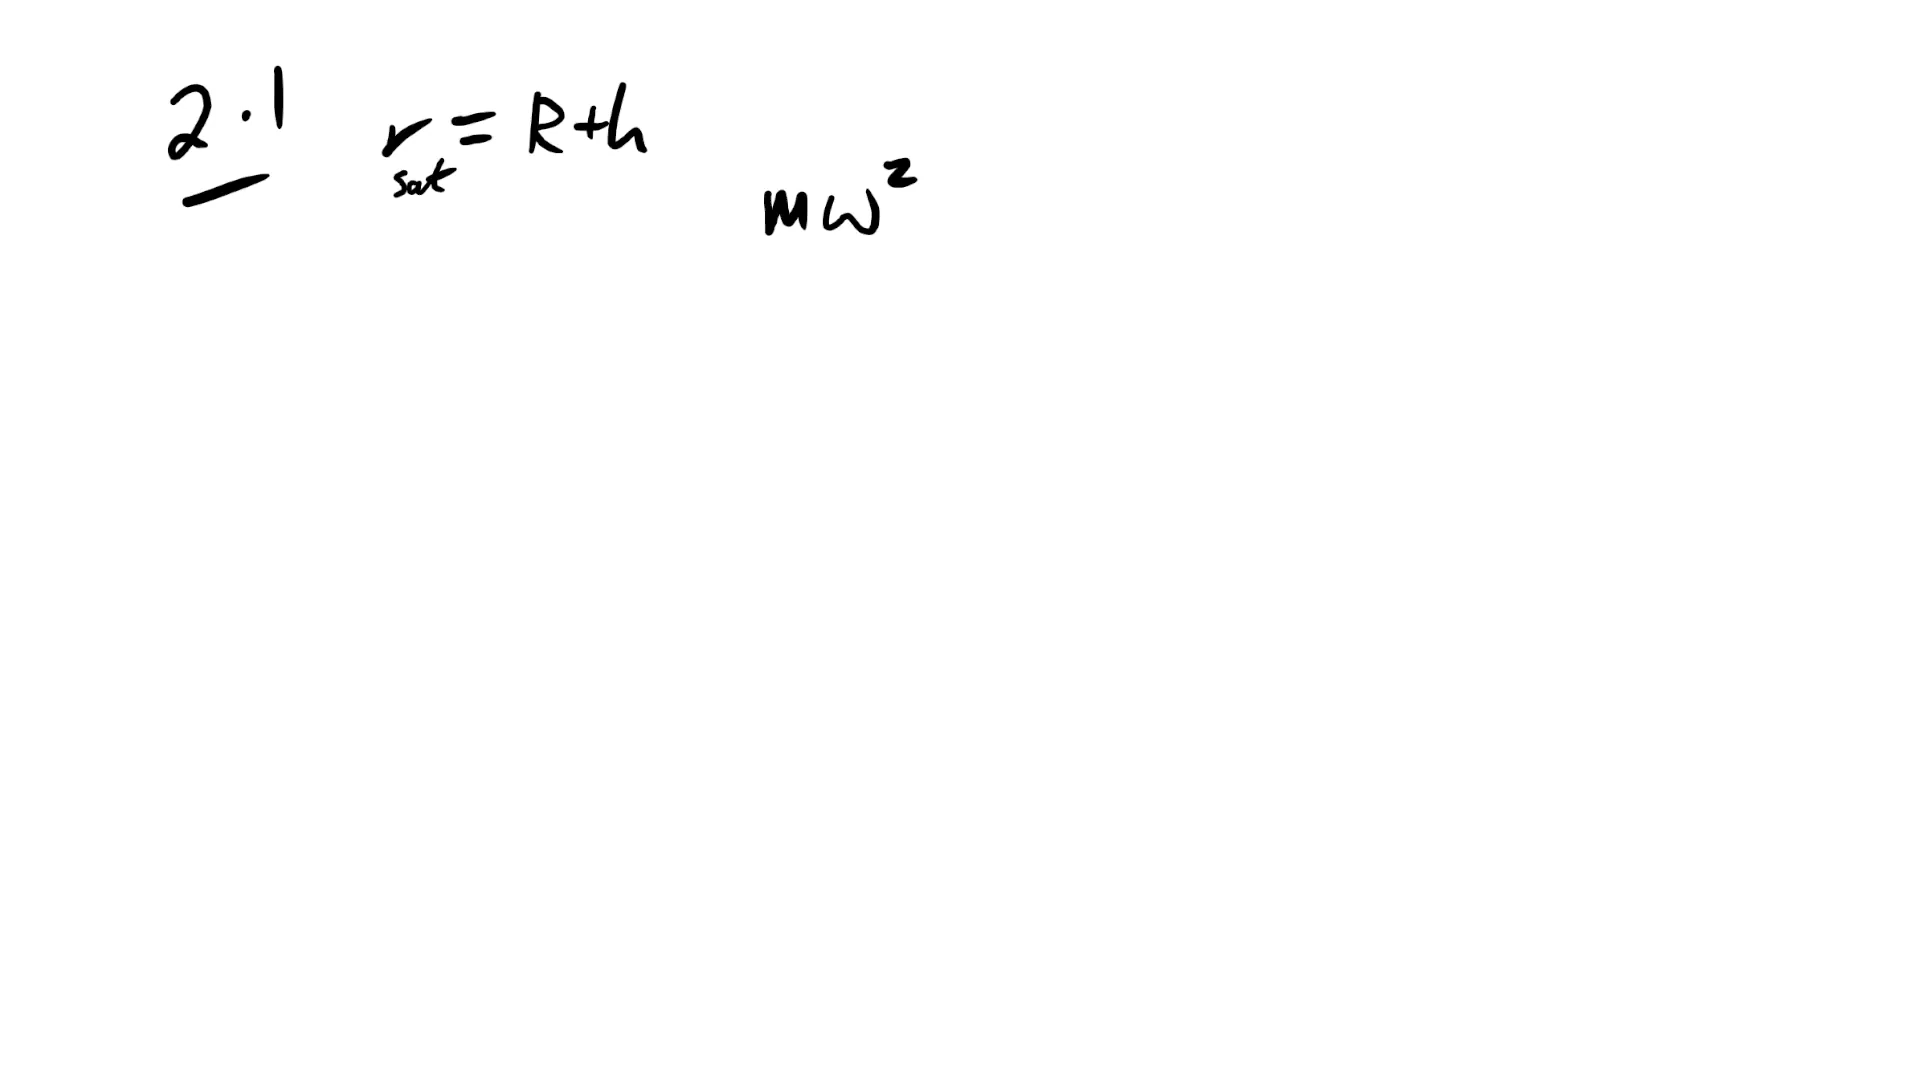 2.1 r_sat = R+h
mω²